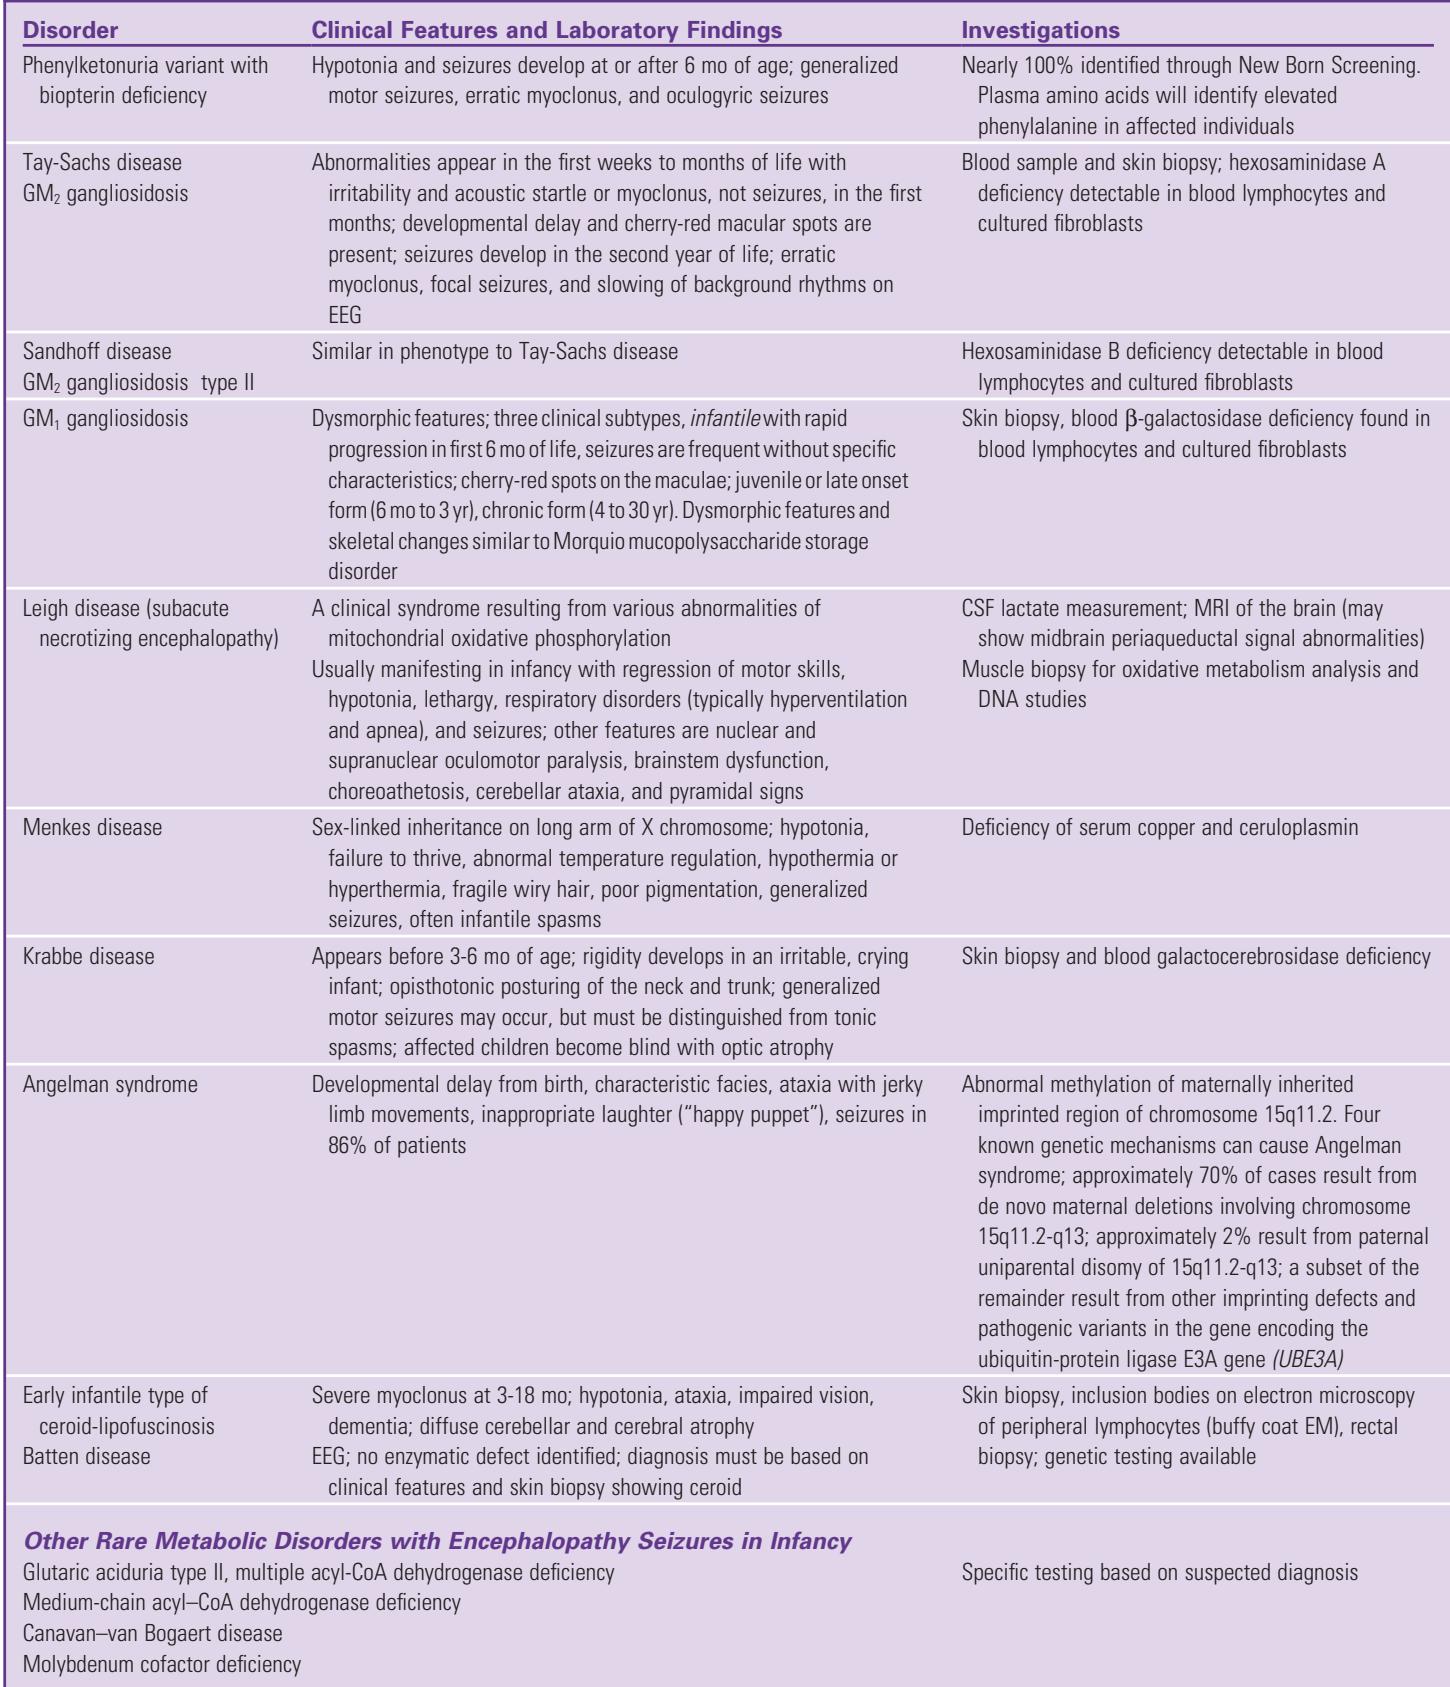 Disorder Clinical Features and Laboratory Findings Investigations
Phenylketonuria variant with
biopterin deficiency
Hypotonia and seizures develop at or after 6 mo of age; generalized
motor seizures, erratic myoclonus, and oculogyric seizures
Nearly 100% identified through New Born Screening.
Plasma amino acids will identify elevated
phenylalanine in affected individuals
Tay-Sachs disease
GM₂ gangliosidosis
Abnormalities appear in the first weeks to months of life with
irritability and acoustic startle or myoclonus, not seizures, in the first
months; developmental delay and cherry-red macular spots are
present; seizures develop in the second year of life; erratic
myoclonus, focal seizures, and slowing of background rhythms on
EEG
Blood sample and skin biopsy; hexosaminidase A
deficiency detectable in blood lymphocytes and
cultured fibroblasts
Sandhoff disease
GM₂ gangliosidosis type II
Similar in phenotype to Tay-Sachs disease
Hexosaminidase B deficiency detectable in blood
lymphocytes and cultured fibroblasts
GM₁ gangliosidosis
Dysmorphic features; three clinical subtypes, infantile with rapid
progression in first 6 mo of life, seizures are frequent without specific
characteristics; cherry-red spots on the maculae; juvenile or late onset
form (6 mo to 3 yr), chronic form (4 to 30 yr). Dysmorphic features and
skeletal changes similar to Morquio mucopolysaccharide storage
disorder
Skin biopsy, blood β-galactosidase deficiency found in
blood lymphocytes and cultured fibroblasts
Leigh disease (subacute
necrotizing encephalopathy)
A clinical syndrome resulting from various abnormalities of
mitochondrial oxidative phosphorylation
Usually manifesting in infancy with regression of motor skills,
hypotonia, lethargy, respiratory disorders (typically hyperventilation
and apnea), and seizures; other features are nuclear and
supranuclear oculomotor paralysis, brainstem dysfunction,
choreoathetosis, cerebellar ataxia, and pyramidal signs
CSF lactate measurement; MRI of the brain (may
show midbrain periaqueductal signal abnormalities)
Muscle biopsy for oxidative metabolism analysis and
DNA studies
Menkes disease
Sex-linked inheritance on long arm of X chromosome; hypotonia,
failure to thrive, abnormal temperature regulation, hypothermia or
hyperthermia, fragile wiry hair, poor pigmentation, generalized
seizures, often infantile spasms
Deficiency of serum copper and ceruloplasmin
Krabbe disease
Appears before 3-6 mo of age; rigidity develops in an irritable, crying
infant; opisthotonic posturing of the neck and trunk; generalized
motor seizures may occur, but must be distinguished from tonic
spasms; affected children become blind with optic atrophy
Skin biopsy and blood galactocerebrosidase deficiency
Angelman syndrome
Developmental delay from birth, characteristic facies, ataxia with jerky
limb movements, inappropriate laughter (“happy puppet”), seizures in
86% of patients
Abnormal methylation of maternally inherited
imprinted region of chromosome 15q11.2. Four
known genetic mechanisms can cause Angelman
syndrome; approximately 70% of cases result from
de novo maternal deletions involving chromosome
15q11.2-q13; approximately 2% result from paternal
uniparental disomy of 15q11.2-q13; a subset of the
remainder result from other imprinting defects and
pathogenic variants in the gene encoding the
ubiquitin-protein ligase E3A gene (UBE3A)
Early infantile type of
ceroid-lipofuscinosis
Batten disease
Severe myoclonus at 3-18 mo; hypotonia, ataxia, impaired vision,
dementia; diffuse cerebellar and cerebral atrophy
EEG; no enzymatic defect identified; diagnosis must be based on
clinical features and skin biopsy showing ceroid
Skin biopsy, inclusion bodies on electron microscopy
of peripheral lymphocytes (buffy coat EM), rectal
biopsy; genetic testing available
Other Rare Metabolic Disorders with Encephalopathy Seizures in Infancy
Glutaric aciduria type II, multiple acyl-CoA dehydrogenase deficiency
Medium-chain acyl–CoA dehydrogenase deficiency
Canavan–van Bogaert disease
Molybdenum cofactor deficiency
Specific testing based on suspected diagnosis